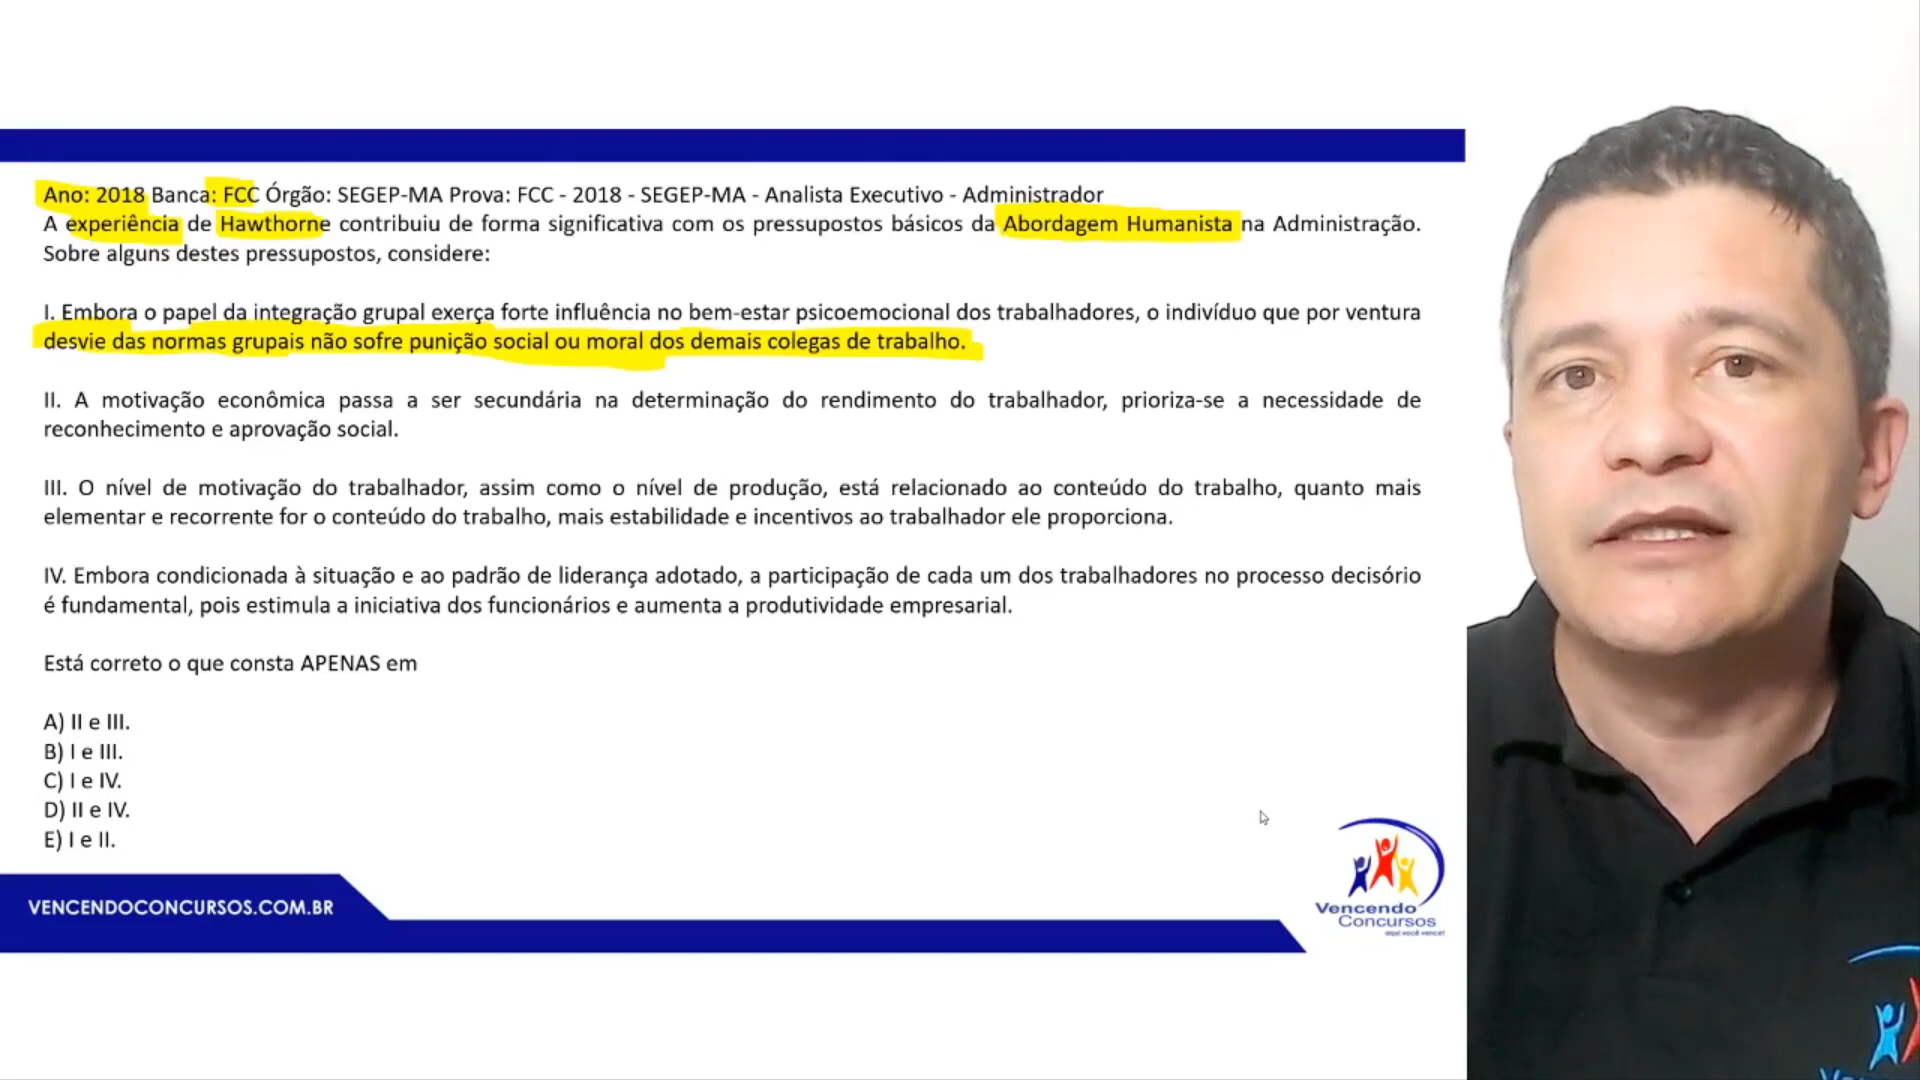 Ano: 2018 Banca: FCC Órgão: SEGEP-MA Prova: FCC - 2018 - SEGEP-MA - Analista Executivo - Administrador
A experiência de Hawthorne contribuiu de forma significativa com os pressupostos básicos da Abordagem Humanista na Administração.
Sobre alguns destes pressupostos, considere:
I. Embora o papel da integração grupal exerça forte influência no bem-estar psicoemocional dos trabalhadores, o indivíduo que por ventura
desvie das normas grupais não sofre punição social ou moral dos demais colegas de trabalho.
II. A motivação econômica passa a ser secundária na determinação do rendimento do trabalhador, prioriza-se a necessidade de
reconhecimento e aprovação social.
III. O nível de motivação do trabalhador, assim como o nível de produção, está relacionado ao conteúdo do trabalho, quanto mais
elementar e recorrente for o conteúdo do trabalho, mais estabilidade e incentivos ao trabalhador ele proporciona.
IV. Embora condicionada à situação e ao padrão de liderança adotado, a participação de cada um dos trabalhadores no processo decisório
é fundamental, pois estimula a iniciativa dos funcionários e aumenta a produtividade empresarial.
Está correto o que consta APENAS em
A) II e III.
B) I e III.
C) I e IV.
D) II e IV.
E) I e II.
VENCENDOCONCURSOS.COM.BR
Vencendo
Concursos
aqui você vence!